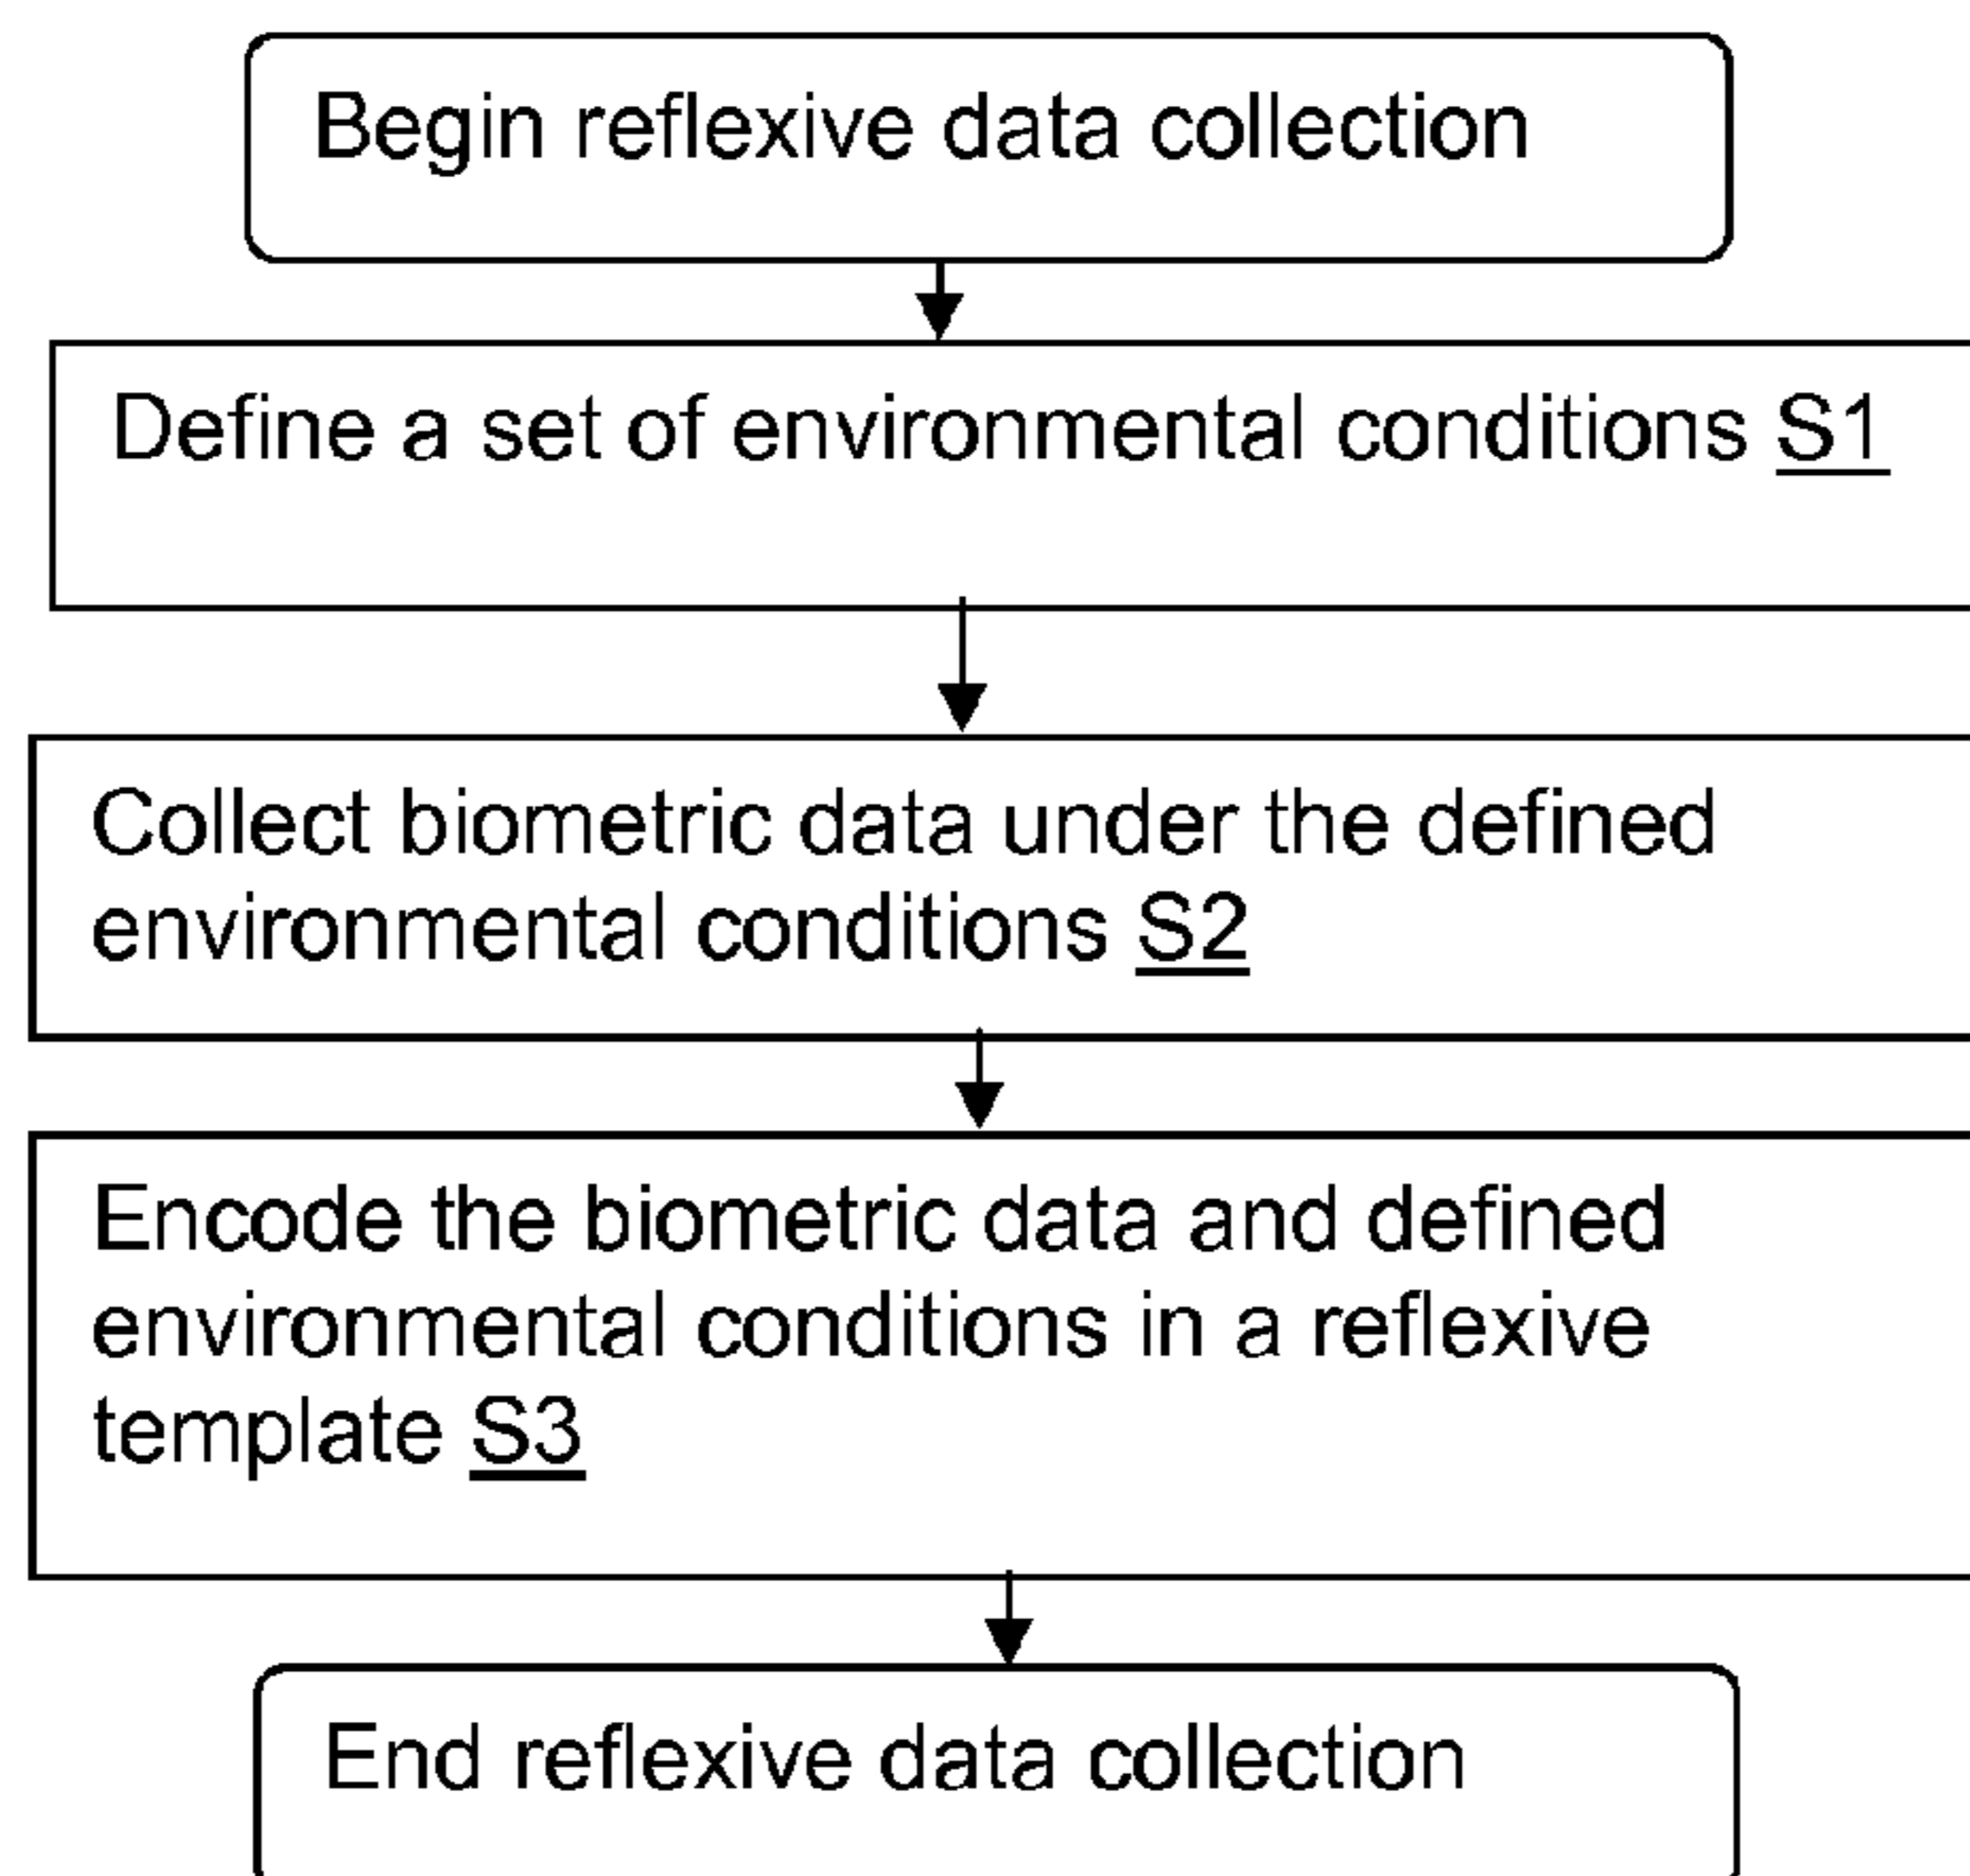 Begin reflexive data collection
Define a set of environmental conditions S1
Collect biometric data under the defined
environmental conditions S2
Encode the biometric data and defined
environmental conditions in a reflexive
template S3
End reflexive data collection